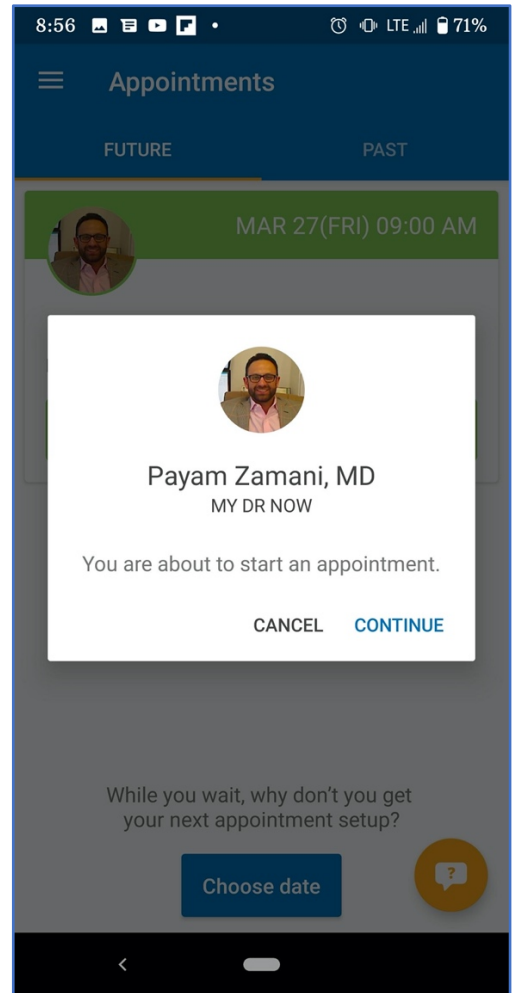 8:56
LTE 71%
Appointments
FUTURE PAST
MAR 27(FRI) 09:00 AM
Payam Zamani, MD
MY DR NOW
You are about to start an appointment.
CANCEL CONTINUE
While you wait, why don’t you get
your next appointment setup?
?
Choose date